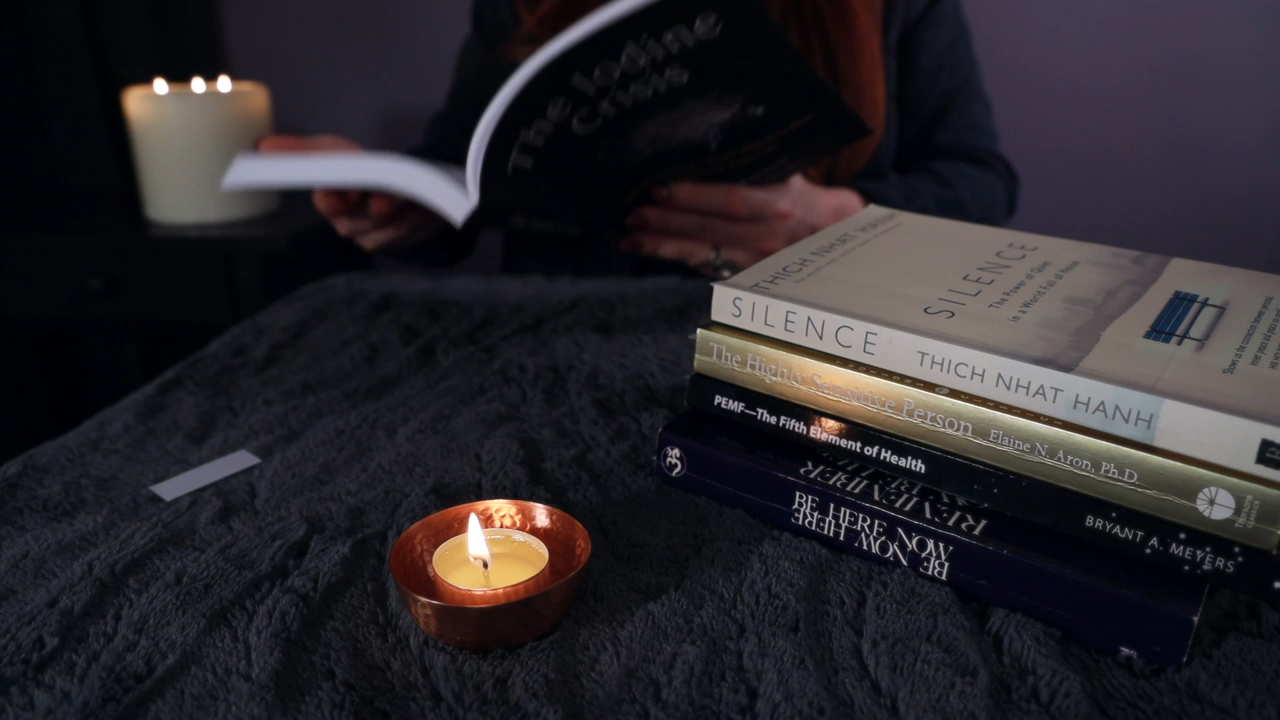 The Iodine
Crisis
THICH NHAT HANH
SILENCE
The Power of Quiet
in a World Full of Noise
SILENCE THICH NHAT HANH
The Highly Sensitive Person Elaine N. Aron, Ph.D.
PEMF—The Fifth Element of Health BRYANT A. MEYERS
REMEMBER
BE HERE NOW
BE NOW HERE